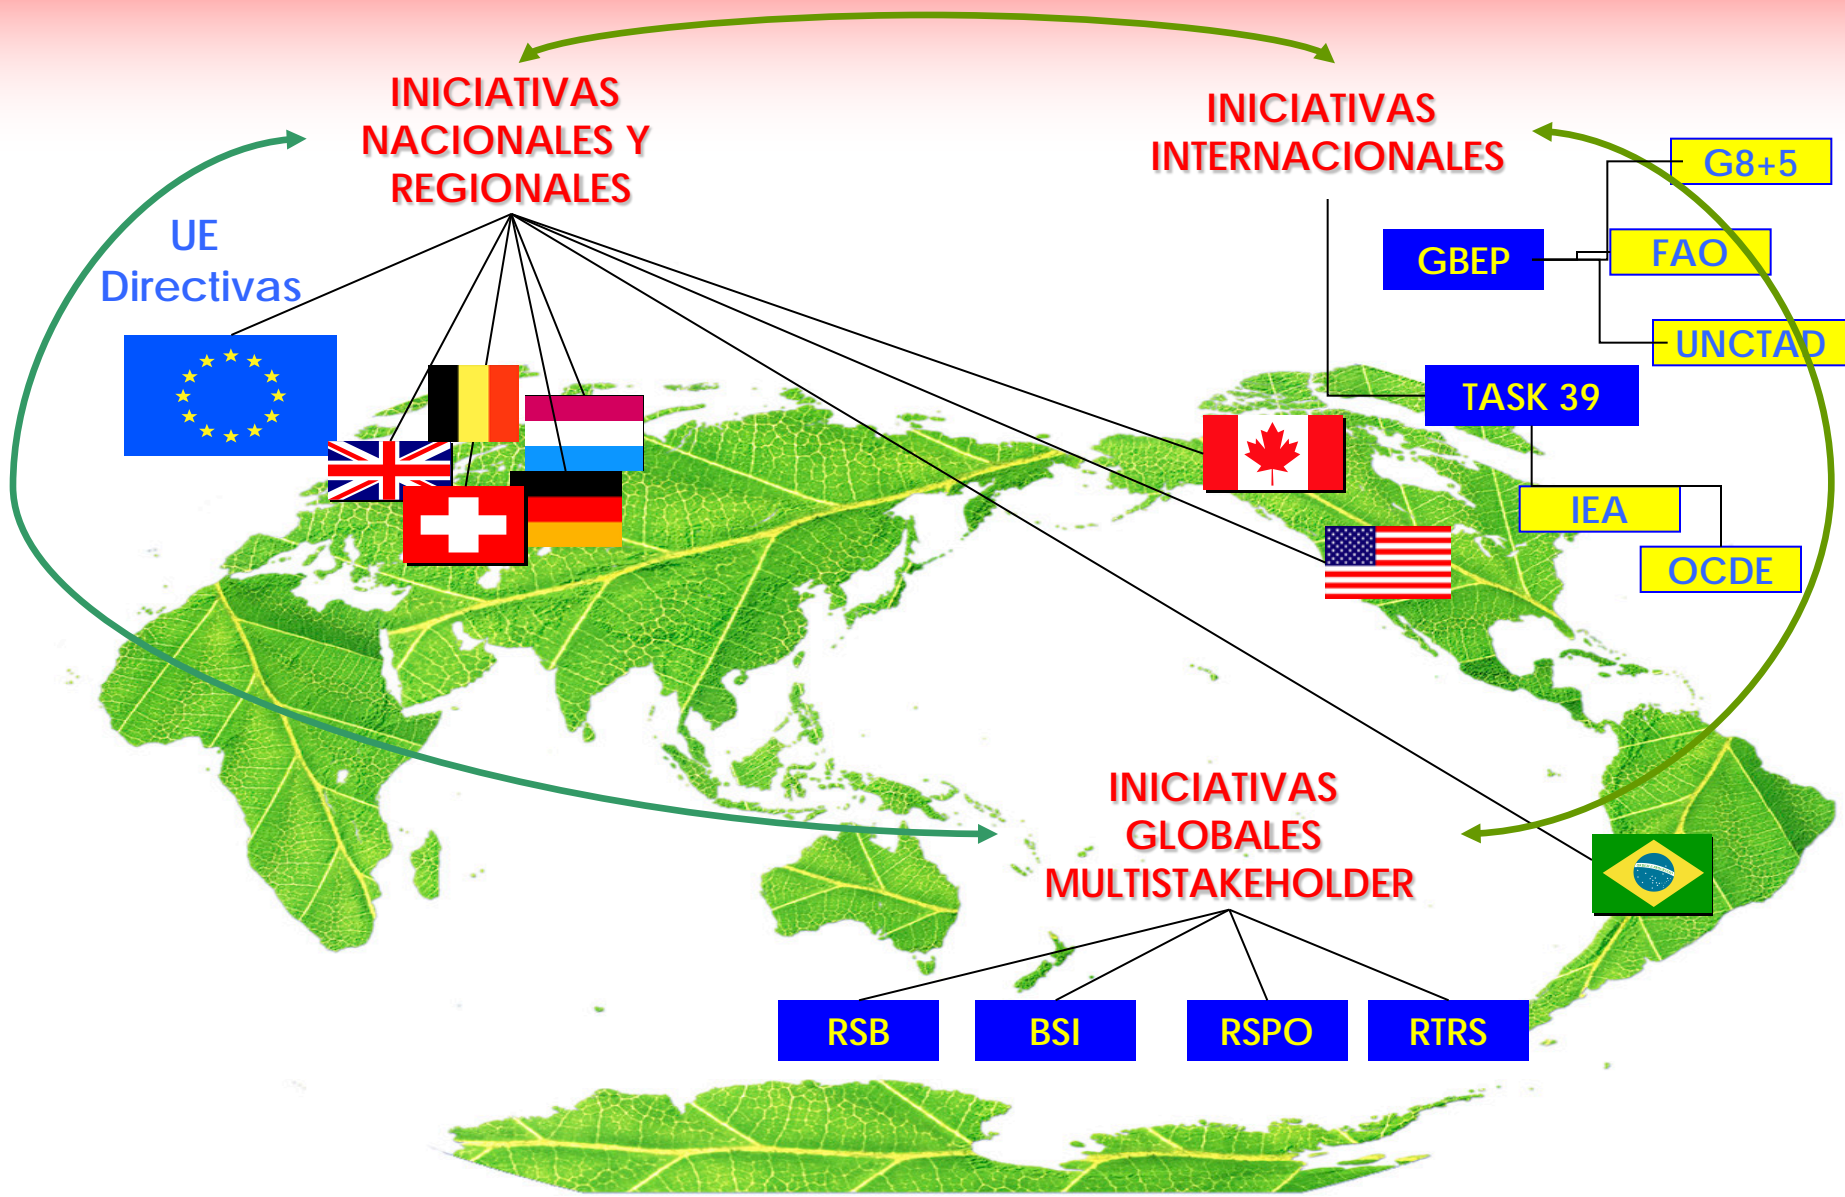 INICIATIVAS
NACIONALES Y
REGIONALES
UE
Directivas
INICIATIVAS
INTERNACIONALES
G8+5
GBEP
FAO
UNCTAD
TASK 39
IEA
OCDE
INICIATIVAS
GLOBALES
MULTISTAKEHOLDER
RSB
BSI
RSPO
RTRS